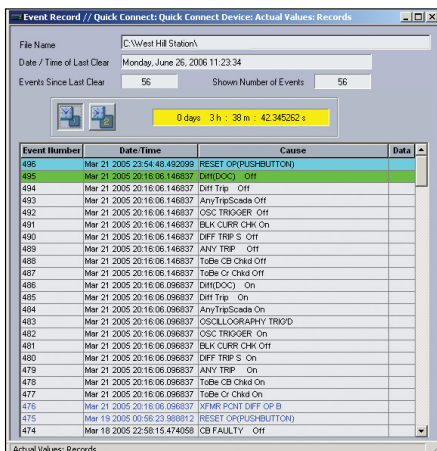 Event Record // Quick Connect: Quick Connect Device: Actual Values: Records
File Name C:\West Hill Station\
Date / Time of Last Clear Monday, June 26, 2006 11:23:34
Events Since Last Clear 56 Shown Number of Events 56
0 days 3 h : 38 m : 42.345262 s
Event Number Date/Time Cause Data
496 Mar 21 2005 23:54:48.492099 RESET OP(PUSHBUTTON)
495 Mar 21 2005 20:16:06.146837 Diff(DOC) Off
494 Mar 21 2005 20:16:06.146837 Diff Trip Off
493 Mar 21 2005 20:16:06.146837 AnyTripScada Off
492 Mar 21 2005 20:16:06.146837 OSC TRIGGER Off
491 Mar 21 2005 20:16:06.146837 BLK CURR CHK On
490 Mar 21 2005 20:16:06.146837 DIFF TRIP S Off
489 Mar 21 2005 20:16:06.146837 ANY TRIP Off
488 Mar 21 2005 20:16:06.146837 ToBe CB Chkd Off
487 Mar 21 2005 20:16:06.146837 ToBe Cr Chkd Off
486 Mar 21 2005 20:16:06.096837 Diff(DOC) On
485 Mar 21 2005 20:16:06.096837 Diff Trip On
484 Mar 21 2005 20:16:06.096837 AnyTripScada On
483 Mar 21 2005 20:16:06.096837 OSCILLOGRAPHY TRIG'D
482 Mar 21 2005 20:16:06.096837 OSC TRIGGER On
481 Mar 21 2005 20:16:06.096837 BLK CURR CHK Off
480 Mar 21 2005 20:16:06.096837 DIFF TRIP S On
479 Mar 21 2005 20:16:06.096837 ANY TRIP On
478 Mar 21 2005 20:16:06.096837 ToBe CB Chkd On
477 Mar 21 2005 20:16:06.096837 ToBe Cr Chkd On
476 Mar 21 2005 20:16:06.096837 XFMR PCNT DIFF OP B
475 Mar 19 2005 00:56:23.988812 RESET OP(PUSHBUTTON)
474 Mar 18 2005 22:58:15.474058 CB FAULTY Off
Actual Values: Records